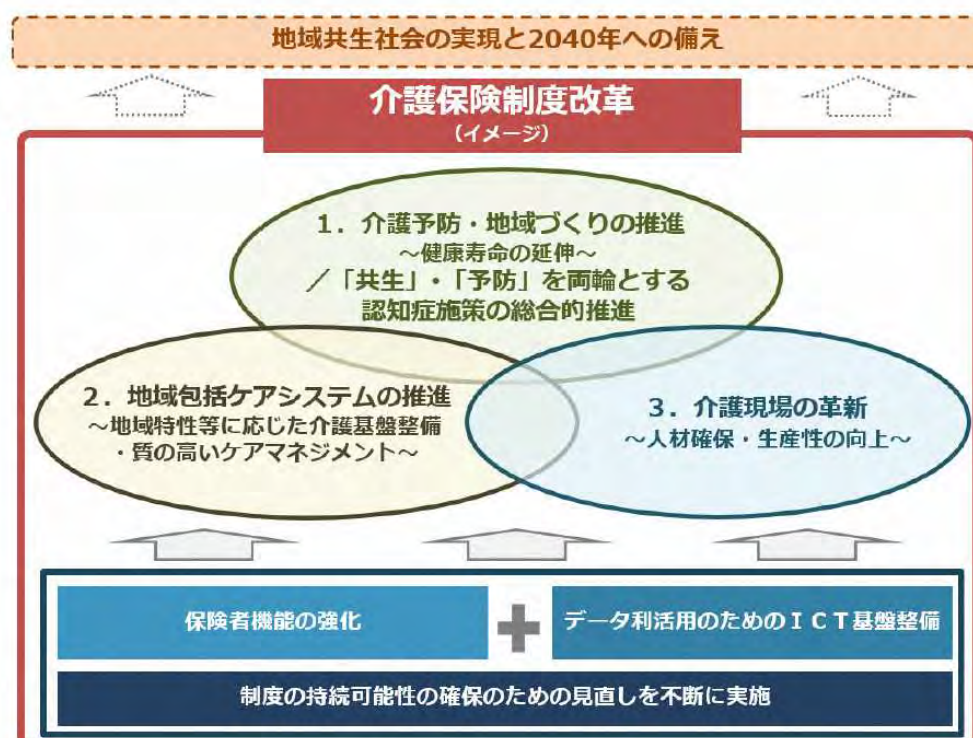 地域共生社会の実現と2040年への備え
介護保険制度改革
（イメージ）
１．介護予防・地域づくりの推進
～健康寿命の延伸～
／「共生」・「予防」を両輪とする
認知症施策の総合的推進
２．地域包括ケアシステムの推進
～地域特性等に応じた介護基盤整備
・質の高いケアマネジメント～
３．介護現場の革新
～人材確保・生産性の向上～
保険者機能の強化
＋
データ利活用のためのＩＣＴ基盤整備
制度の持続可能性の確保のための見直しを不断に実施